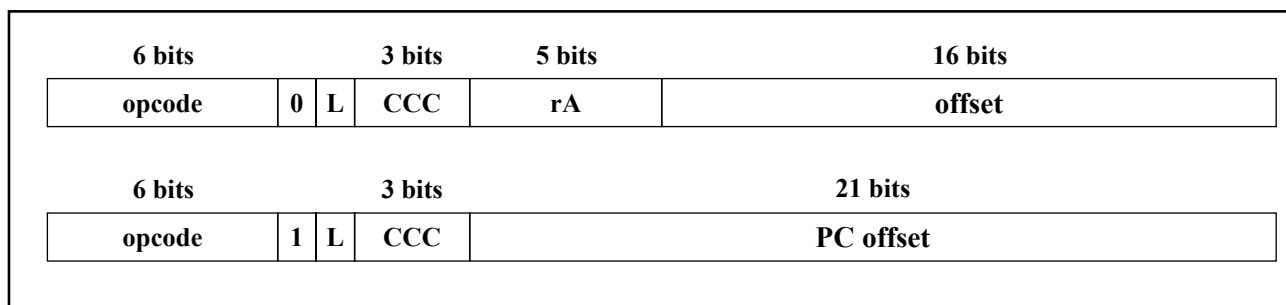 6 bits 3 bits 5 bits 16 bits
opcode 0 L CCC rA offset
6 bits 3 bits 21 bits
opcode 1 L CCC PC offset